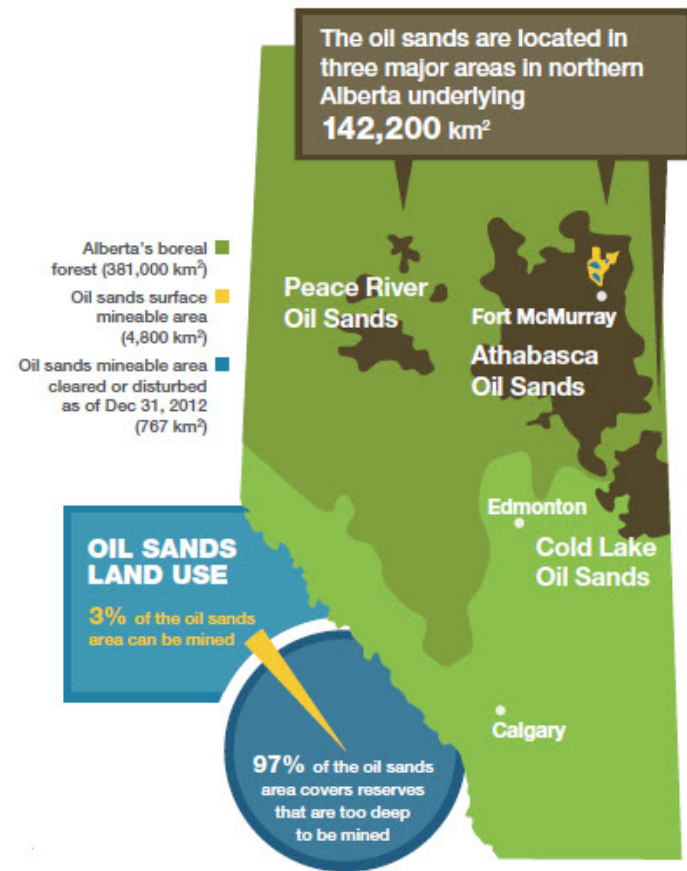 The oil sands are located in
three major areas in northern
Alberta underlying
142,200 km²
Alberta's boreal
forest (381,000 km²)
Oil sands surface
mineable area
(4,800 km²)
Oil sands mineable area
cleared or disturbed
as of Dec 31, 2012
(767 km²)
Peace River
Oil Sands
Fort McMurray
Athabasca
Oil Sands
Edmonton
Cold Lake
Oil Sands
OIL SANDS
LAND USE
3% of the oil sands
area can be mined
Calgary
97% of the oil sands
area covers reserves
that are too deep
to be mined